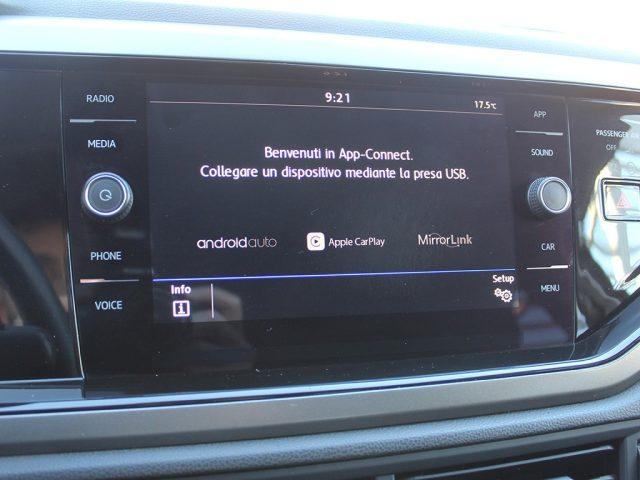 RADIO
MEDIA
PHONE
VOICE
9:21
17.5°C
Benvenuti in App-Connect.
Collegare un dispositivo mediante la presa USB.
androidauto
Apple CarPlay
MirrorLink
Info
i
Setup
APP
SOUND
CAR
MENU
PASSENGER AIR
OFF